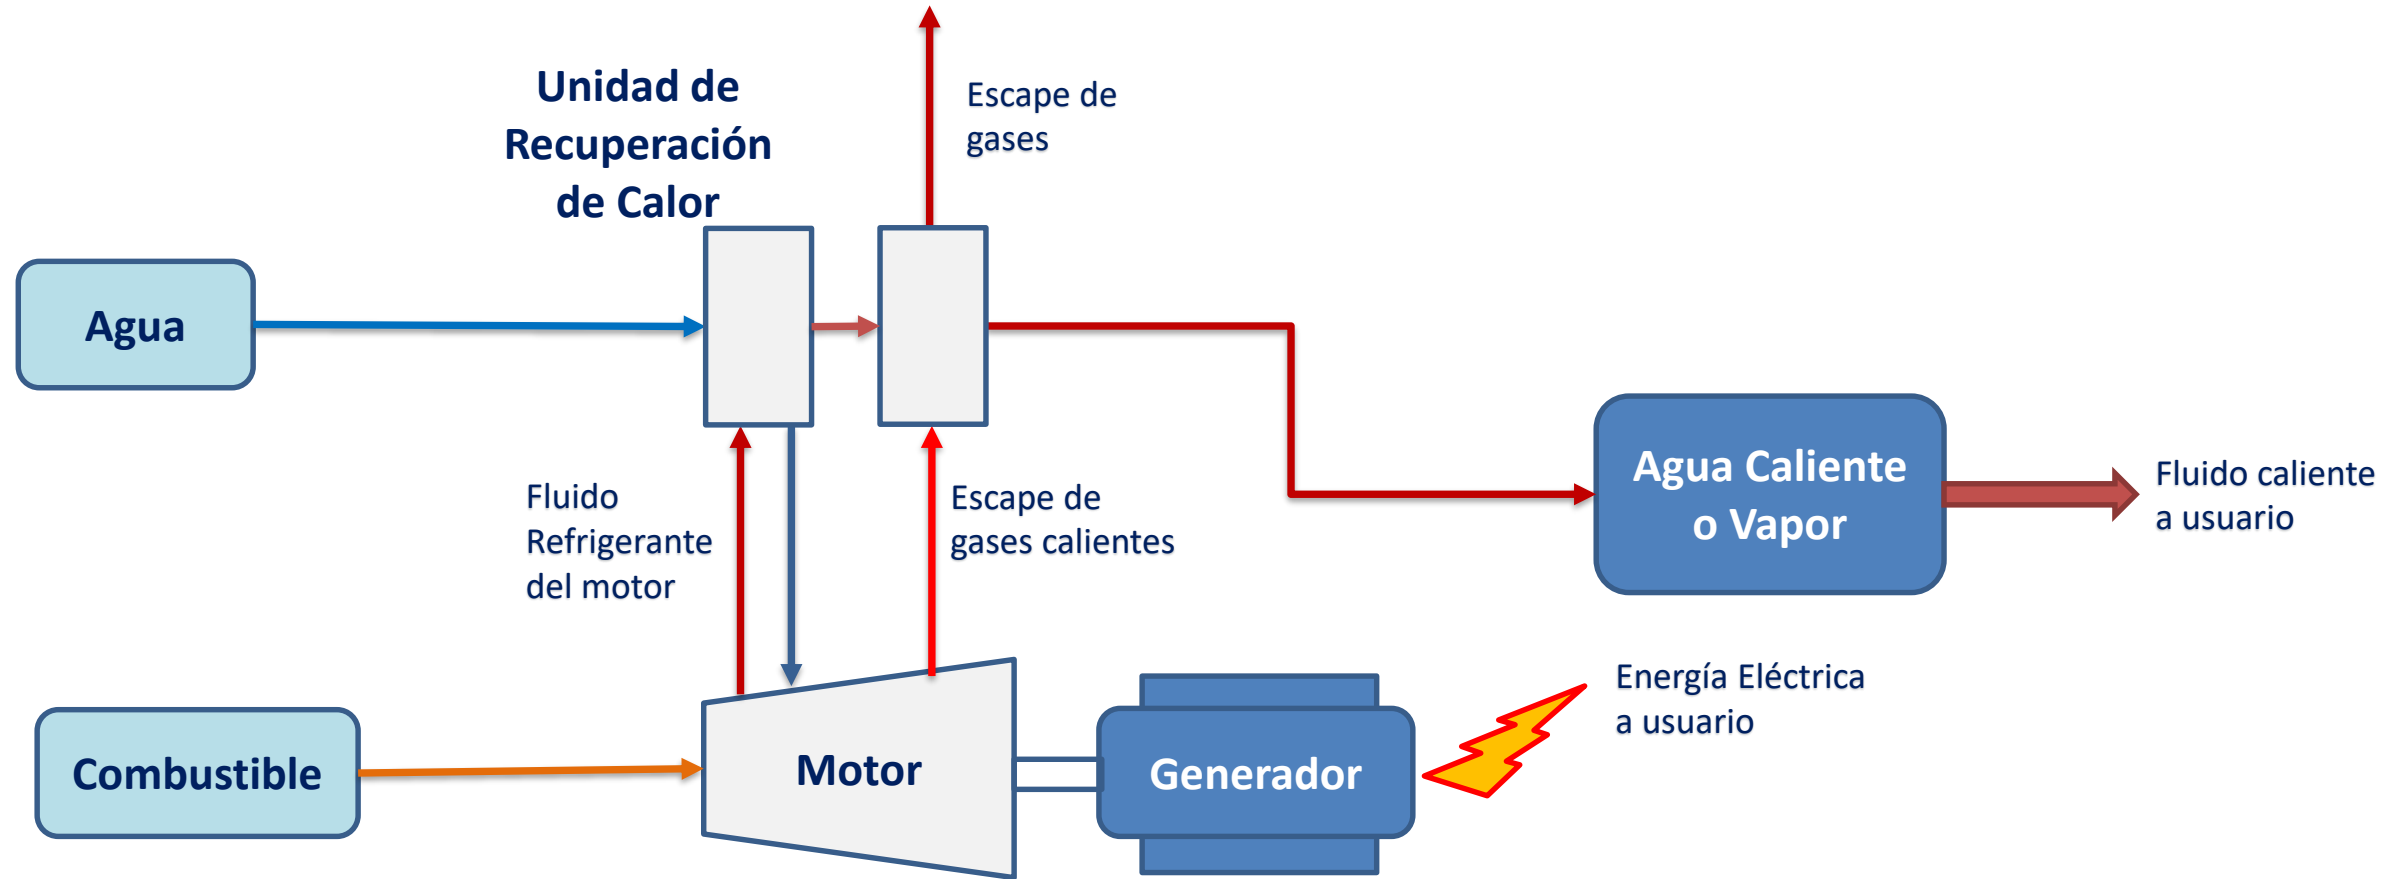 Unidad de
Recuperación
de Calor
Escape de
gases
Agua
Fluido
Refrigerante
del motor
Escape de
gases calientes
Agua Caliente
o Vapor
Fluido caliente
a usuario
Combustible
Motor
Generador
Energía Eléctrica
a usuario